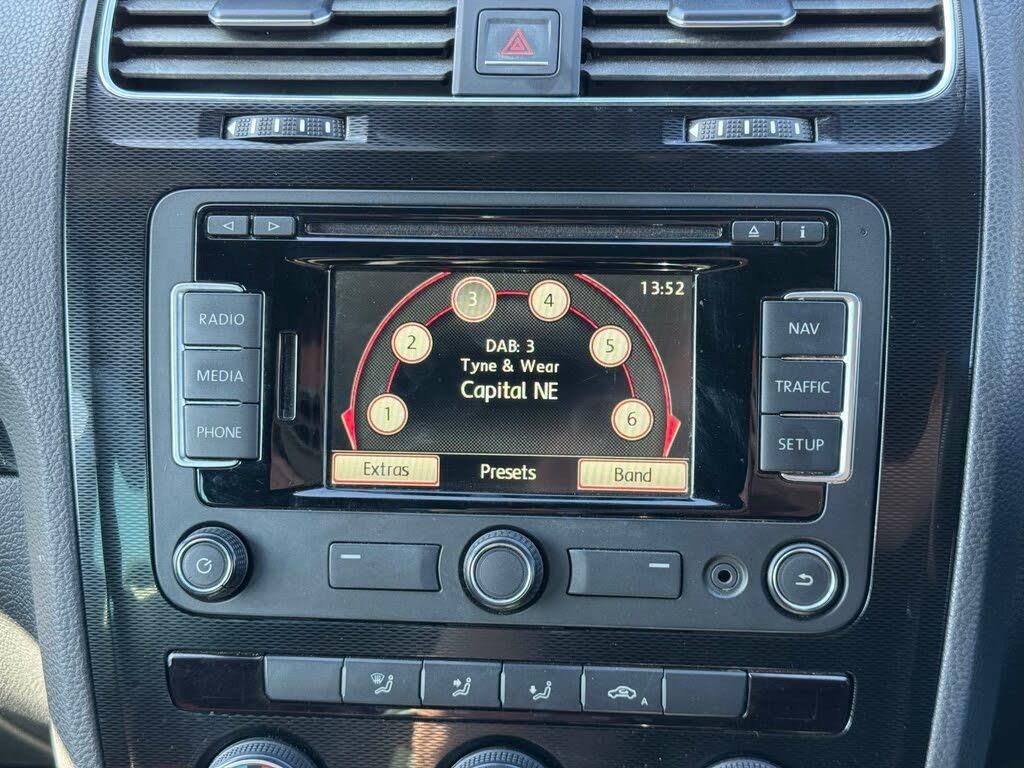 i
RADIO
MEDIA
PHONE
3
4
13:52
2
5
DAB: 3
Tyne & Wear
Capital NE
1
6
Extras
Presets
Band
NAV
TRAFFIC
SETUP
A